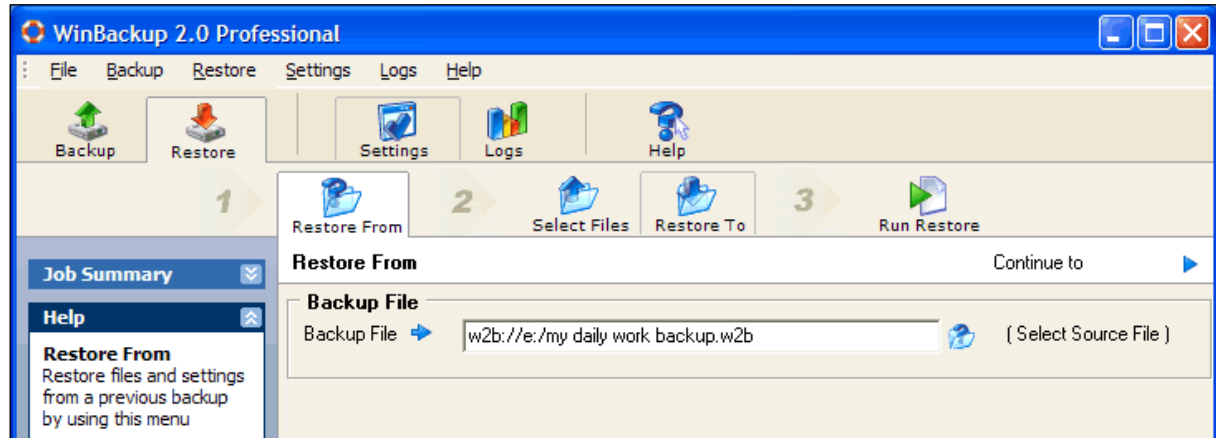 WinBackup 2.0 Professional
File Backup Restore Settings Logs Help
Backup Restore Settings Logs Help
1 Restore From 2 Select Files Restore To 3 Run Restore
Job Summary
Restore From Continue to
Help
Backup File
Backup File w2b://e:/my daily work backup.w2b ( Select Source File )
Restore From
Restore files and settings
from a previous backup
by using this menu